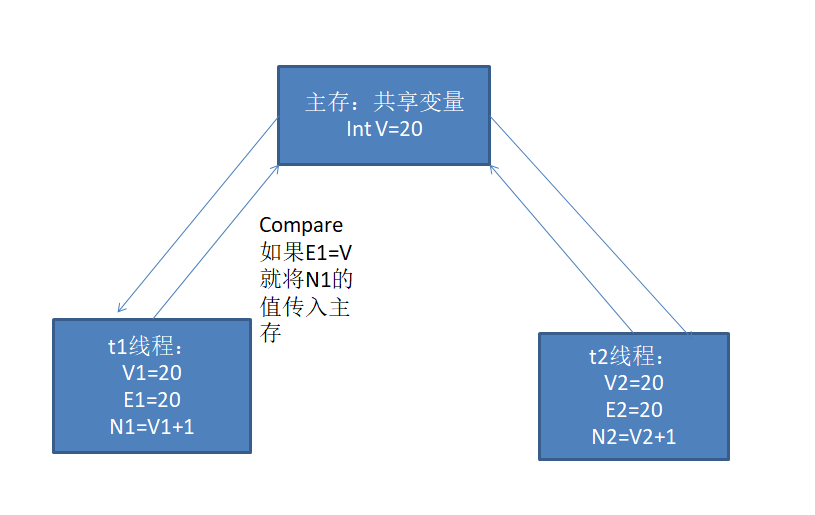 主存：共享变量
Int V=20
Compare
如果E1=V
就将N1的
值传入主
存
t1线程：
V1=20
E1=20
N1=V1+1
t2线程：
V2=20
E2=20
N2=V2+1